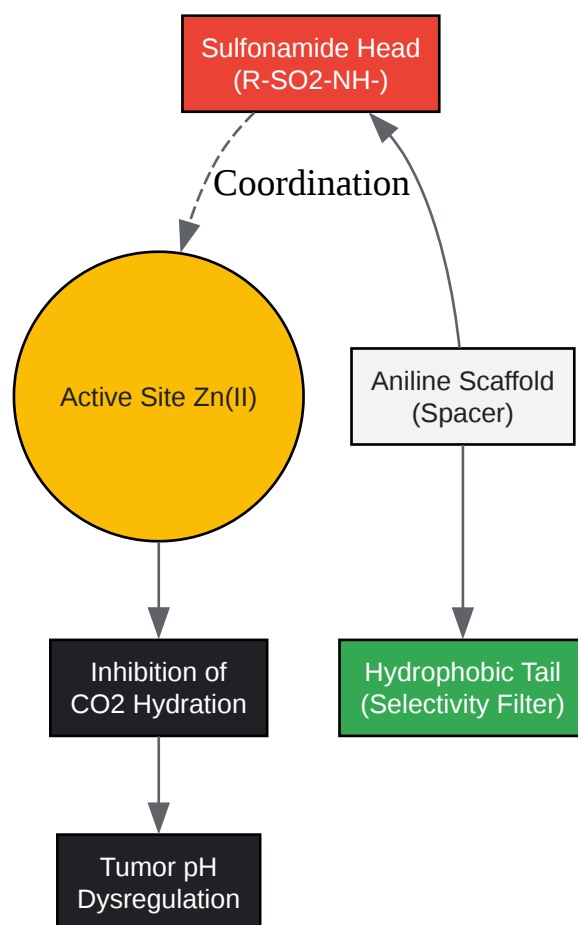 Sulfonamide Head
(R-SO2-NH-)
Coordination
Active Site Zn(II)
Aniline Scaffold
(Spacer)
Inhibition of
CO2 Hydration
Hydrophobic Tail
(Selectivity Filter)
Tumor pH
Dysregulation